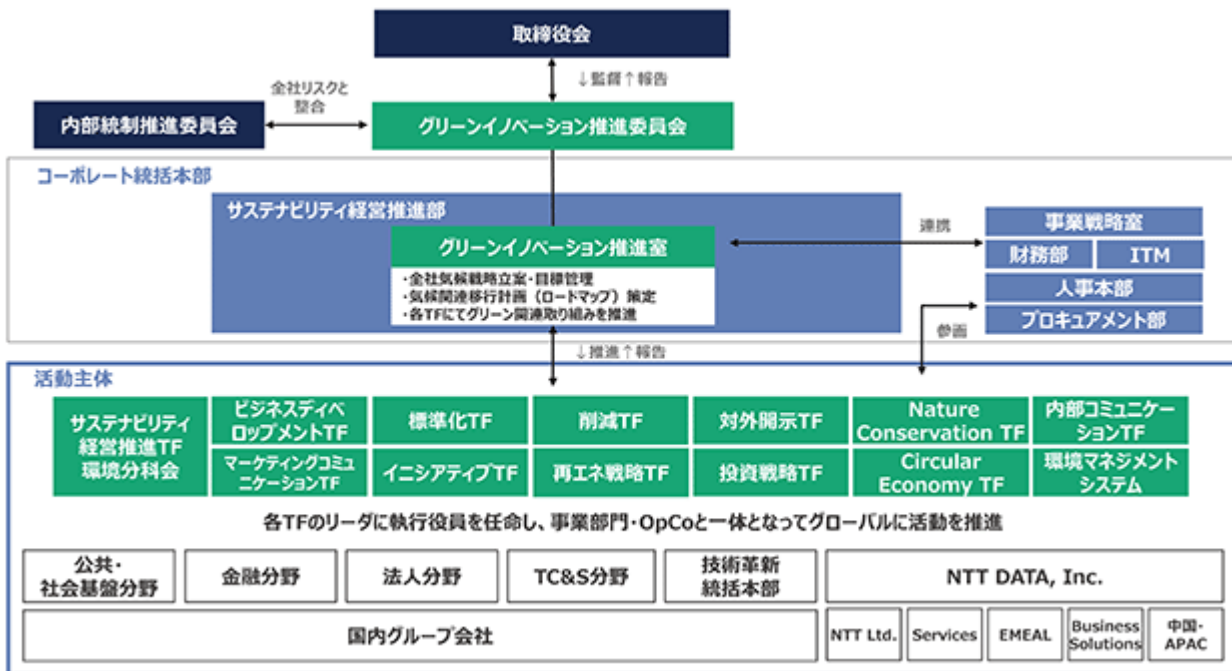 取締役会
↓監督↑報告
全社リスクと
整合
内部統制推進委員会
グリーンイノベーション推進委員会
コーポレート統括本部
サステナビリティ経営推進部
グリーンイノベーション推進室
・全社気候戦略立案・目標管理
・気候関連移行計画（ロードマップ）策定
・各TFにてグリーン関連取り組みを推進
連携
事業戦略室
財務部
ITM
人事本部
プロキュアメント部
参画
↓推進↑報告
活動主体
サステナビリティ
経営推進TF
環境分科会
ビジネスディベ
ロップメントTF
標準化TF
削減TF
対外開示TF
Nature
Conservation TF
内部コミュニケー
ションTF
マーケティングコミュ
ニケーションTF
イニシアティブTF
再エネ戦略TF
投資戦略TF
Circular
Economy TF
環境マネジメント
システム
各TFのリーダに執行役員を任命し、事業部門・OpCoと一体となってグローバルに活動を推進
公共・
社会基盤分野
金融分野
法人分野
TC&S分野
技術革新
統括本部
NTT DATA, Inc.
国内グループ会社
NTT Ltd.
Services
EMEAL
Business
Solutions
中国・
APAC